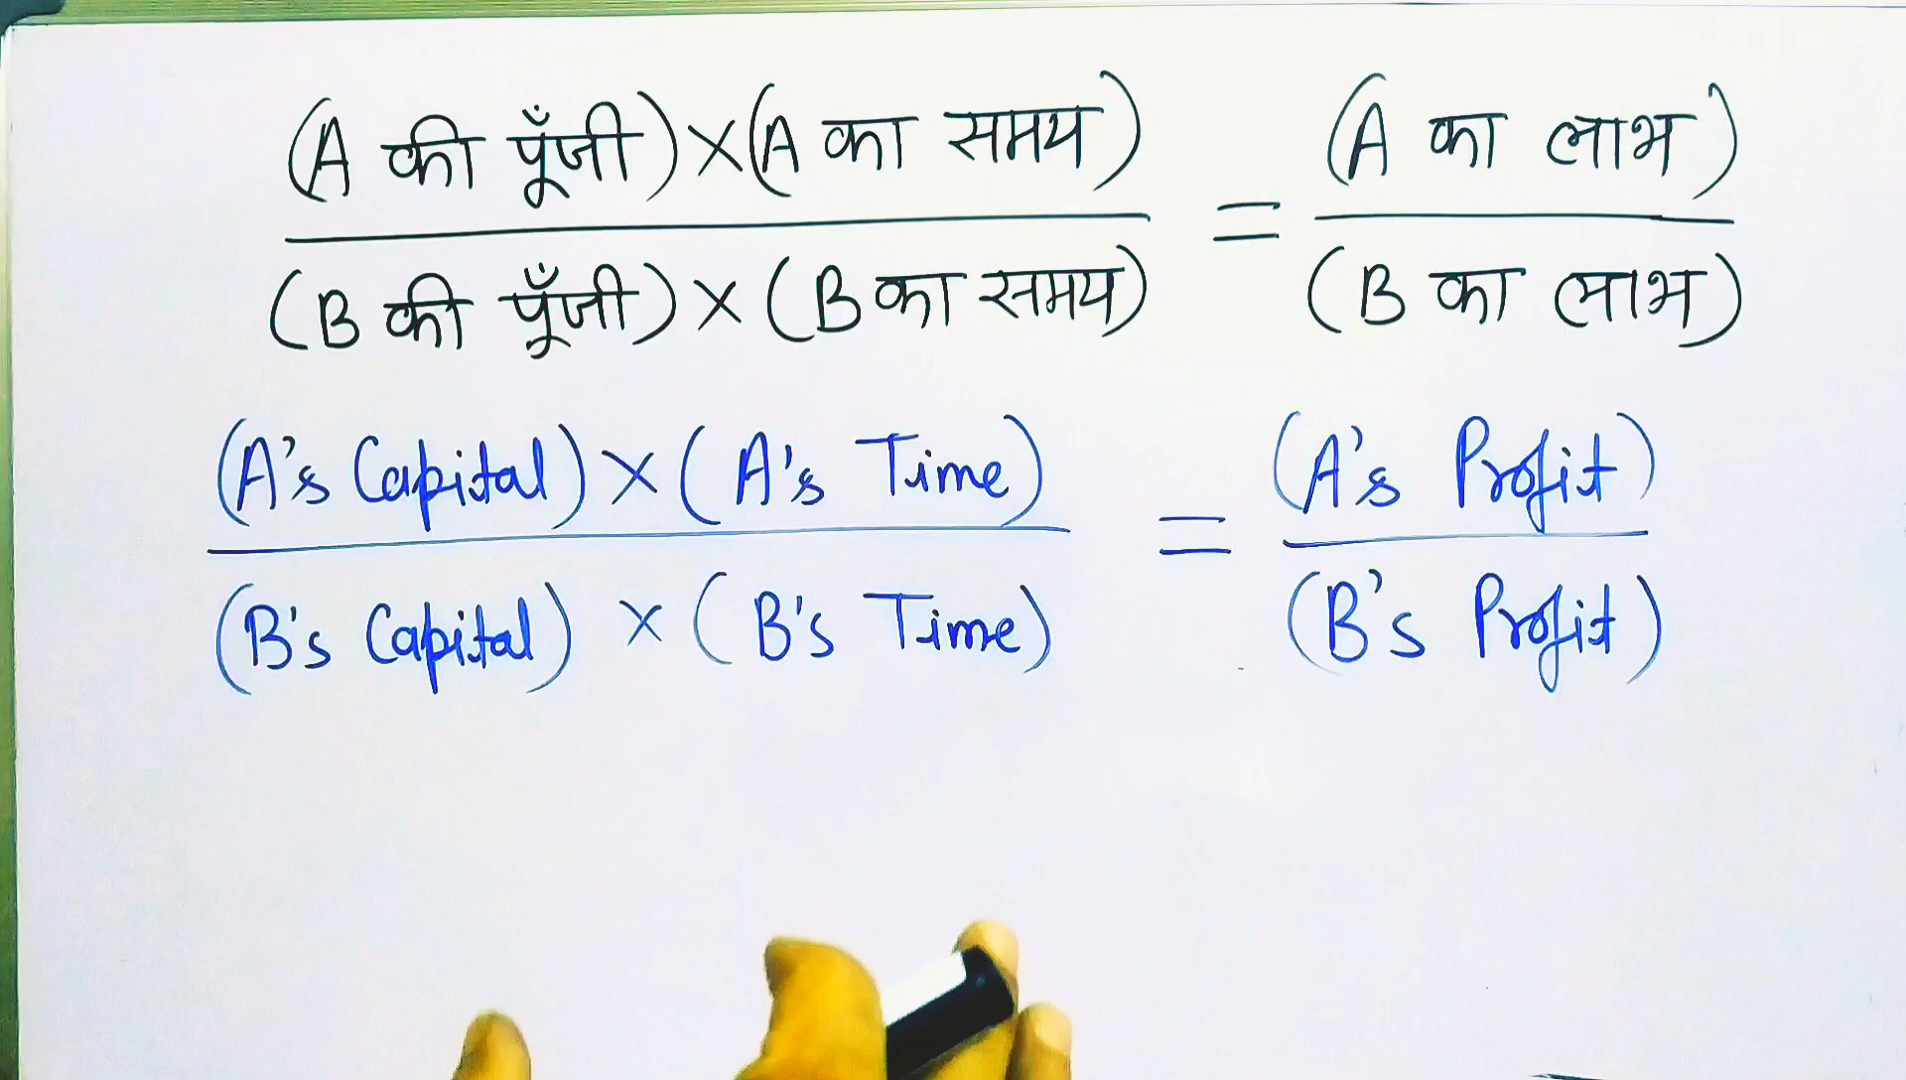 (A की पूँजी) × (A का समय) = (A का लाभ)
(B की पूँजी) × (B का समय) (B का लाभ)
(A's Capital) × (A's Time) = (A's Profit)
(B's Capital) × (B's Time) (B's Profit)